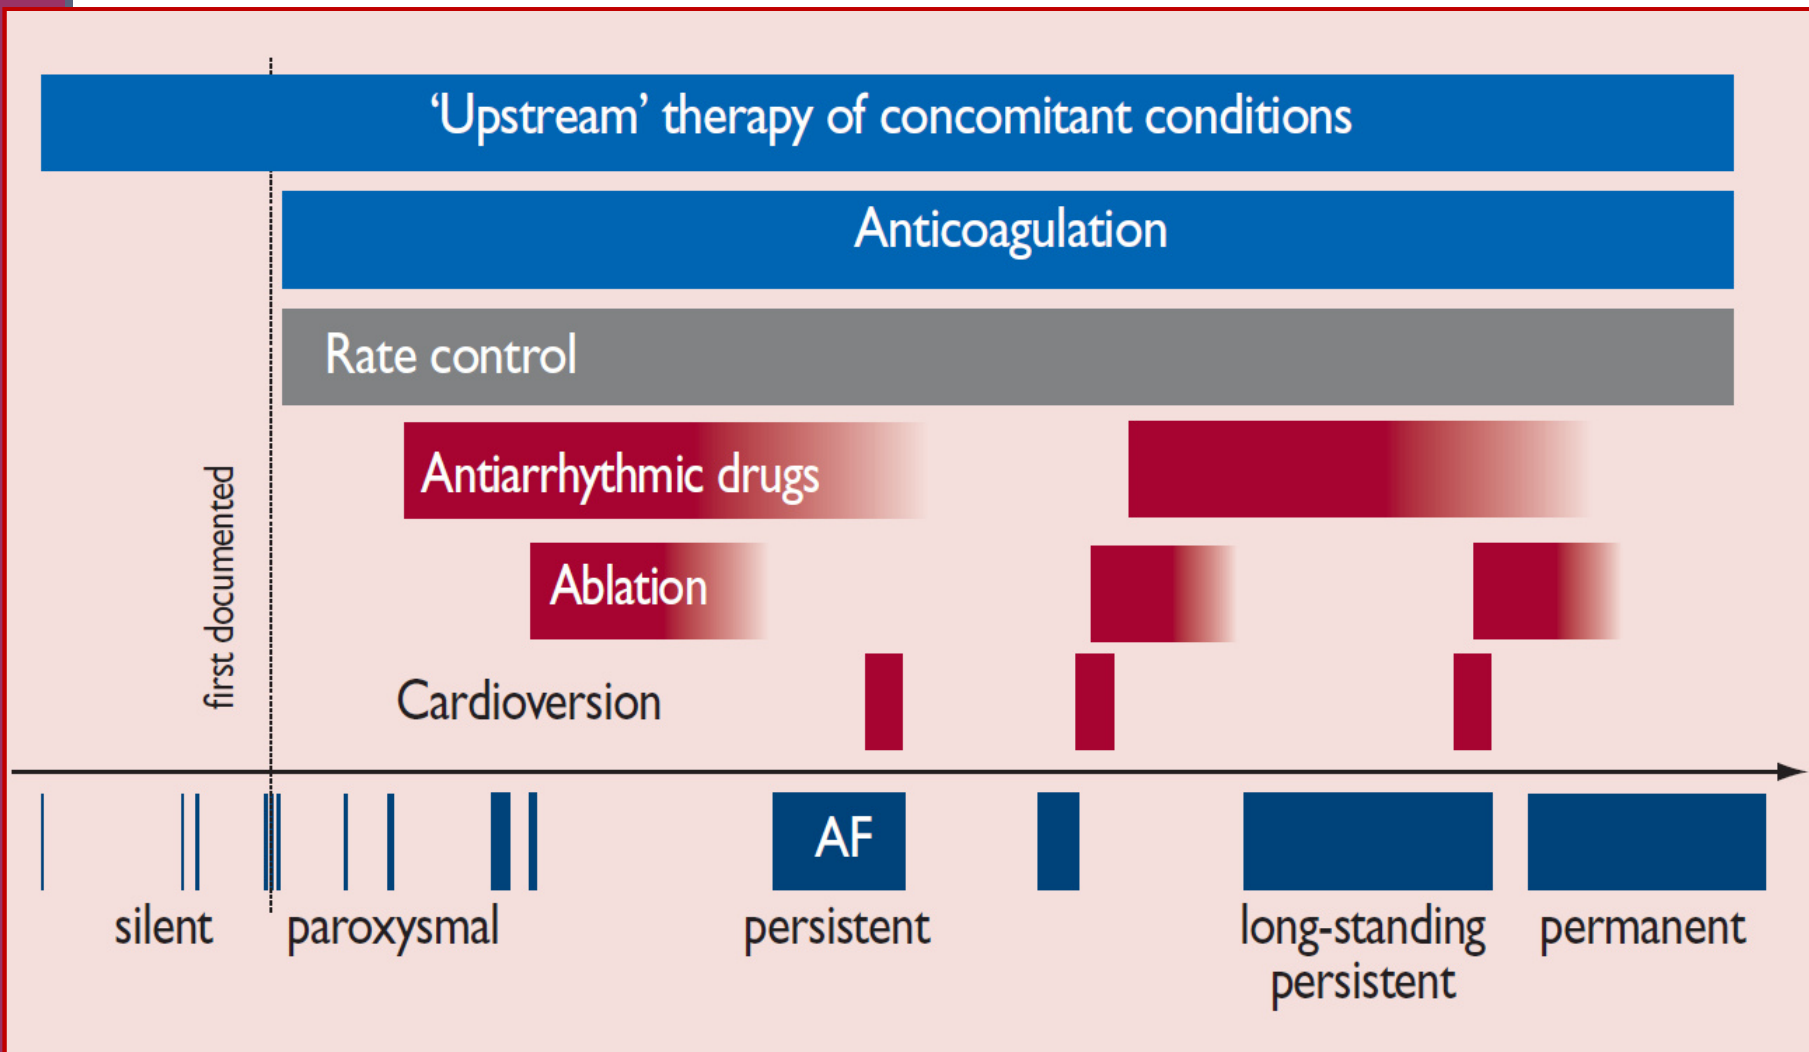 ‘Upstream’ therapy of concomitant conditions
Anticoagulation
Rate control
Antiarrhythmic drugs
Ablation
first documented
Cardioversion
AF
silent
paroxysmal
persistent
long-standing
persistent
permanent